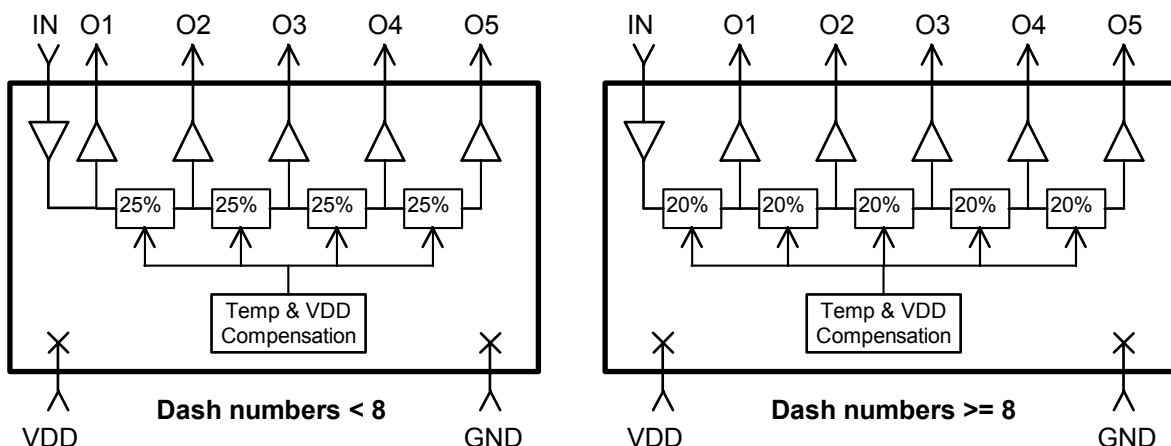 IN O1 O2 O3 O4 O5
25% 25% 25% 25%
Temp & VDD
Compensation
Dash numbers < 8
VDD GND
IN O1 O2 O3 O4 O5
20% 20% 20% 20% 20%
Temp & VDD
Compensation
Dash numbers >= 8
VDD GND